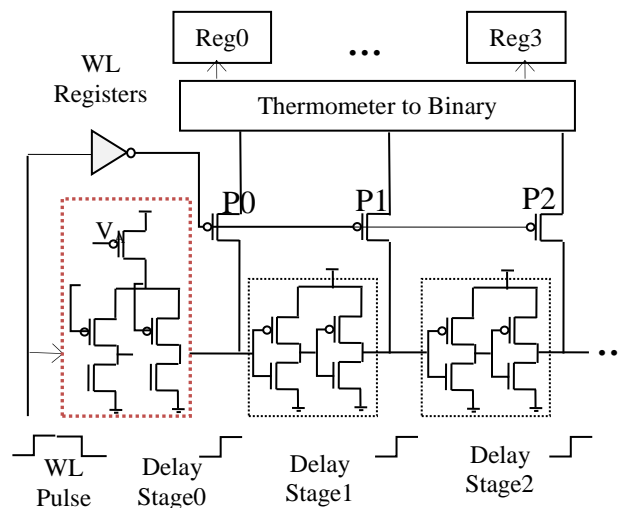 Reg0
...
Reg3
WL
Registers
Thermometer to Binary
P0
P1
P2
V
WL
Pulse
Delay
Stage0
Delay
Stage1
Delay
Stage2
..